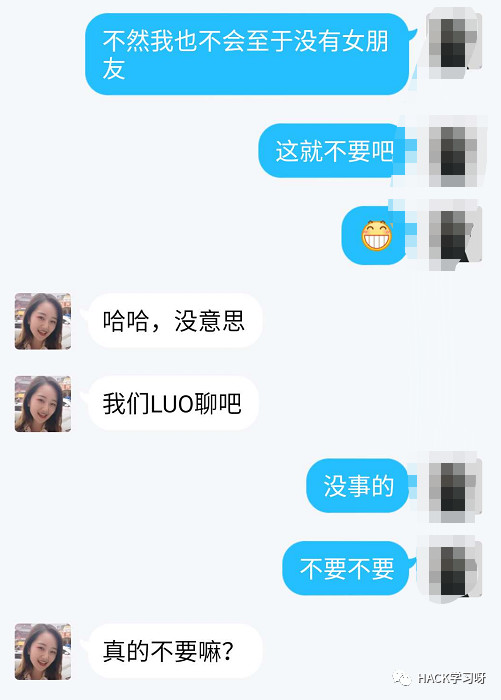 不然我也不会至于没有女朋
友
这就不要吧
哈哈，没意思
我们LUO聊吧
没事的
不要不要
真的不要嘛？
HACK学习呀